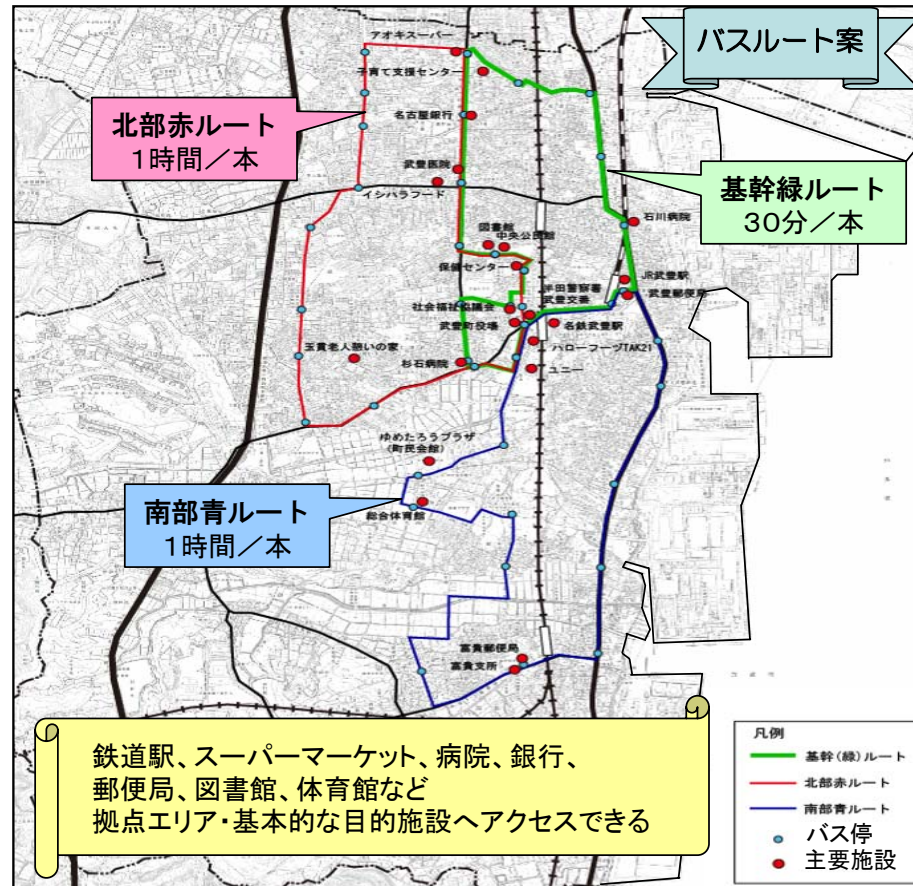 バスルート案
アオキスーパー
子育て支援センター
北部赤ルート
1時間／本
名古屋銀行
武豊医院
イシハラフード
基幹緑ルート
30分／本
石川病院
図書館
中央公民館
保健センター
JR武豊駅
半田警察署
武豊交番
武豊郵便局
社会福祉協議会
武豊町役場
名鉄武豊駅
ハローフーヅTAK21
玉貫老人憩いの家
杉石病院
ユニー
ゆめたろうプラザ
(町民会館)
南部青ルート
1時間／本
総合体育館
富貴郵便局
富貴支所
鉄道駅、スーパーマーケット、病院、銀行、
郵便局、図書館、体育館など
拠点エリア・基本的な目的施設へアクセスできる
凡例
基幹(緑)ルート
北部赤ルート
南部青ルート
バス停
主要施設